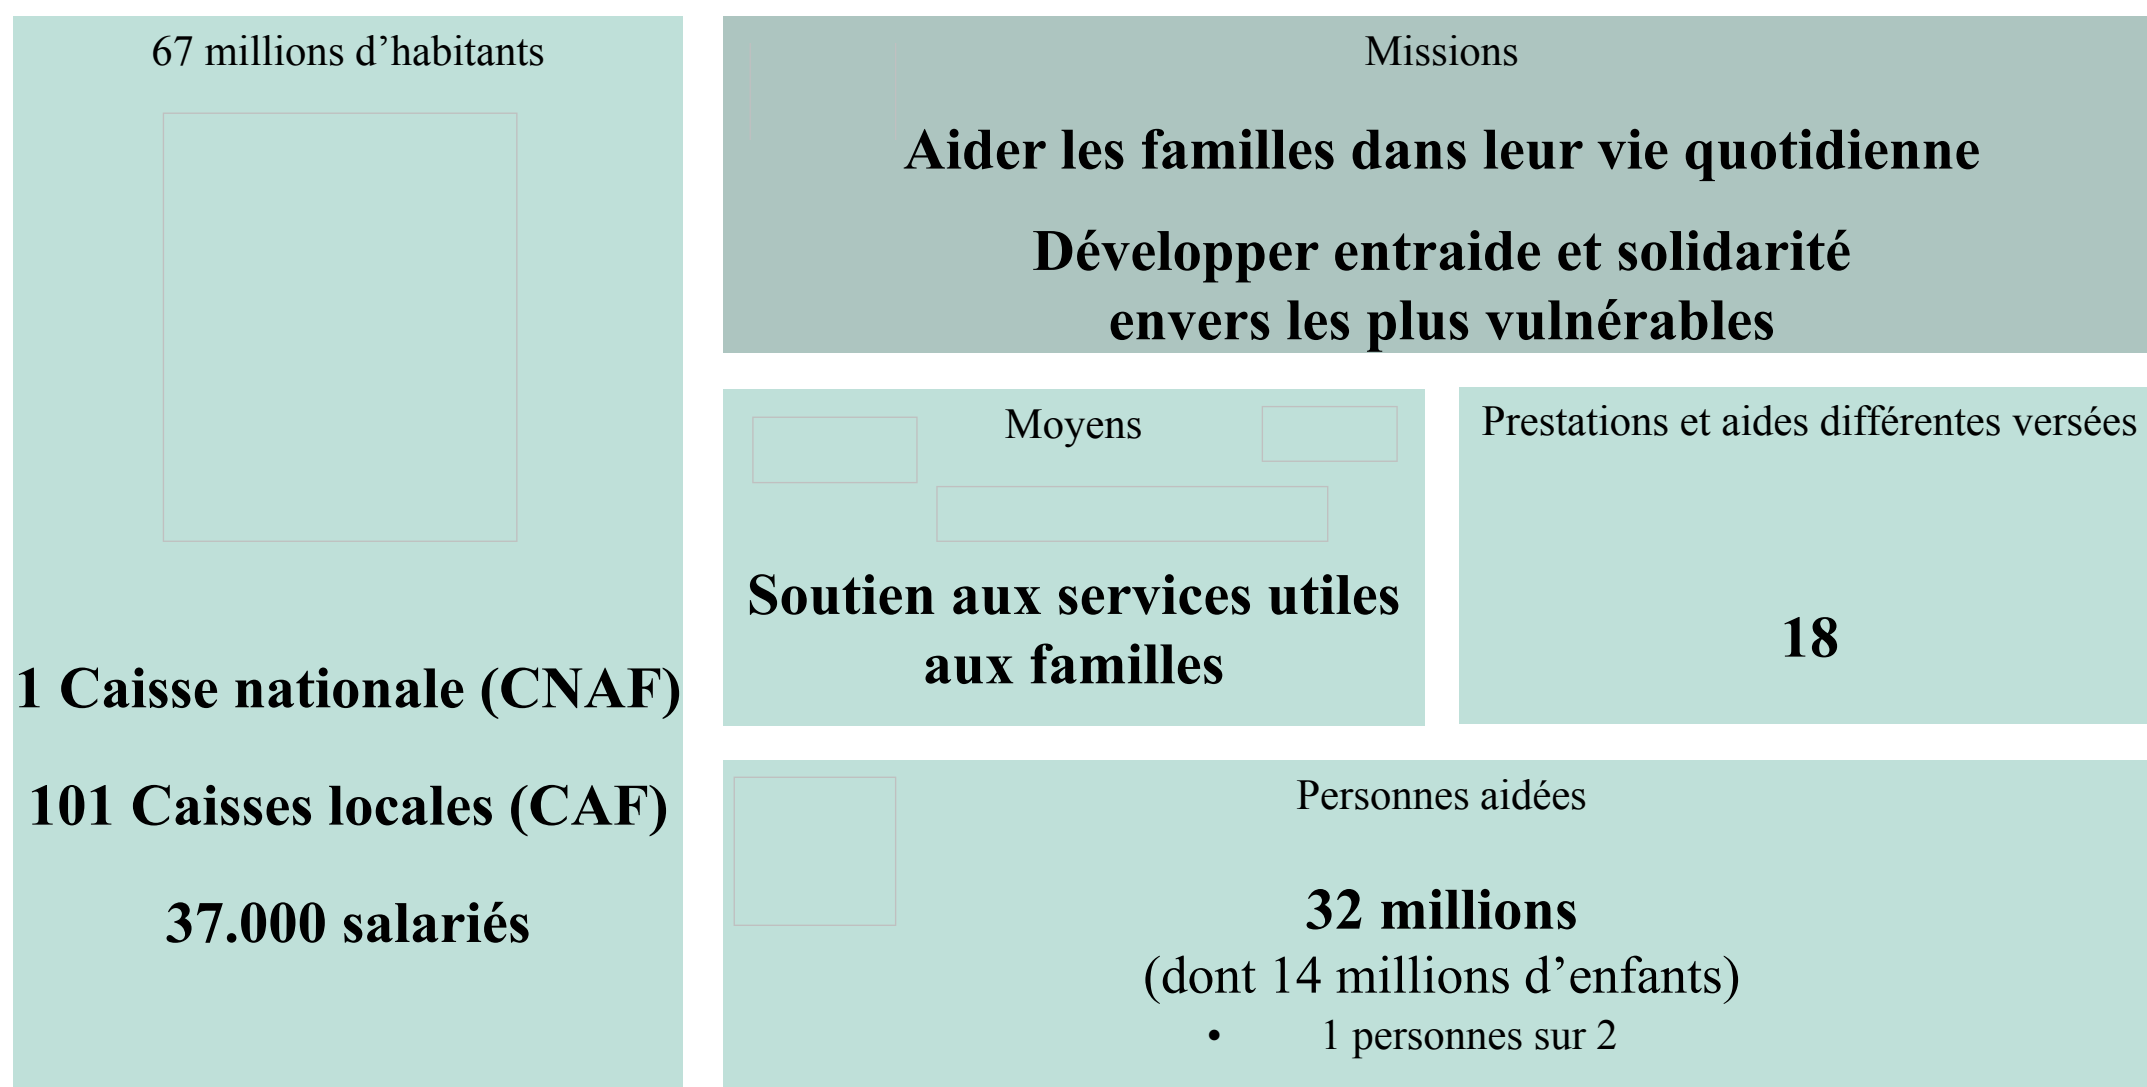 67 millions d’habitants
1 Caisse nationale (CNAF)
101 Caisses locales (CAF)
37.000 salariés
Missions
Aider les familles dans leur vie quotidienne
Développer entraide et solidarité
envers les plus vulnérables
Moyens
Soutien aux services utiles
aux familles
Prestations et aides différentes versées
18
Personnes aidées
32 millions
(dont 14 millions d’enfants)
• 1 personnes sur 2